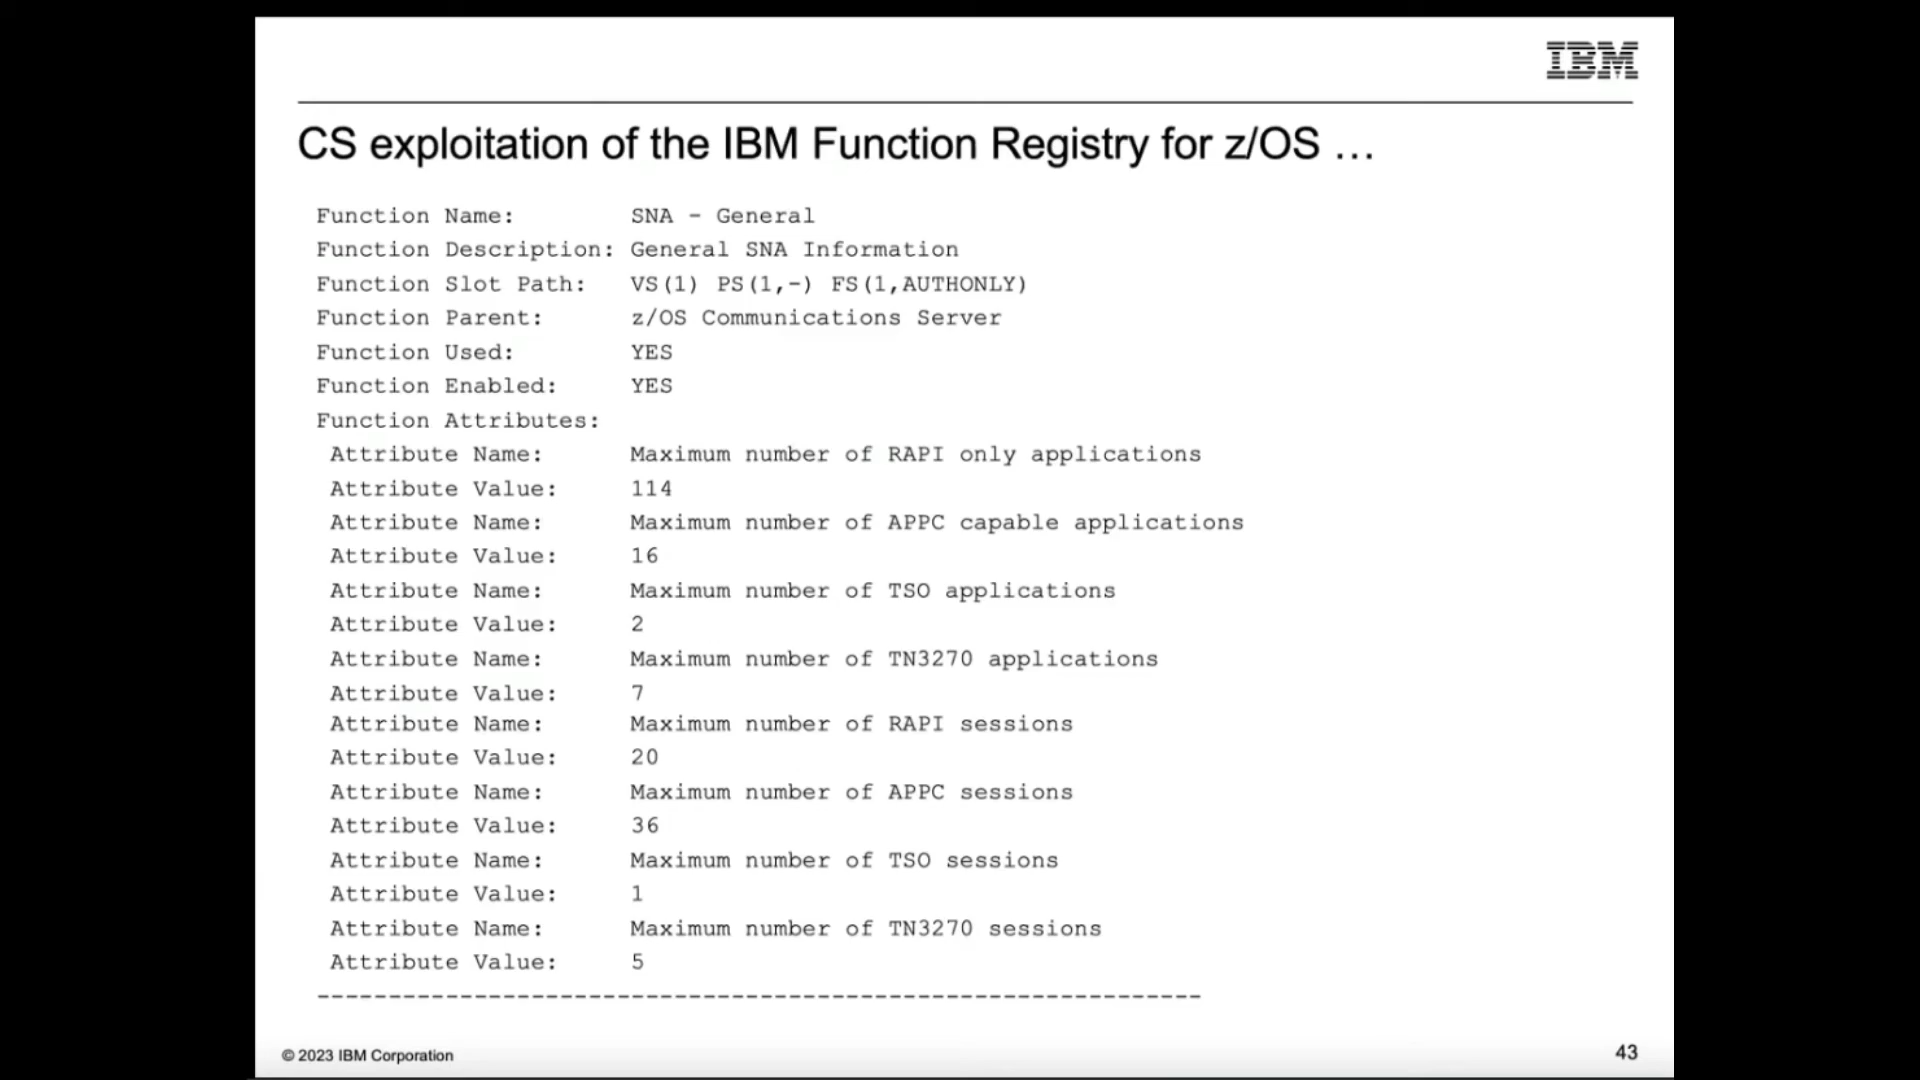 IBM
CS exploitation of the IBM Function Registry for z/OS …
Function Name: SNA - General
Function Description: General SNA Information
Function Slot Path: VS(1) PS(1,-) FS(1,AUTHONLY)
Function Parent: z/OS Communications Server
Function Used: YES
Function Enabled: YES
Function Attributes:
Attribute Name: Maximum number of RAPI only applications
Attribute Value: 114
Attribute Name: Maximum number of APPC capable applications
Attribute Value: 16
Attribute Name: Maximum number of TSO applications
Attribute Value: 2
Attribute Name: Maximum number of TN3270 applications
Attribute Value: 7
Attribute Name: Maximum number of RAPI sessions
Attribute Value: 20
Attribute Name: Maximum number of APPC sessions
Attribute Value: 36
Attribute Name: Maximum number of TSO sessions
Attribute Value: 1
Attribute Name: Maximum number of TN3270 sessions
Attribute Value: 5
--------------------------------------------------------------
© 2023 IBM Corporation
43